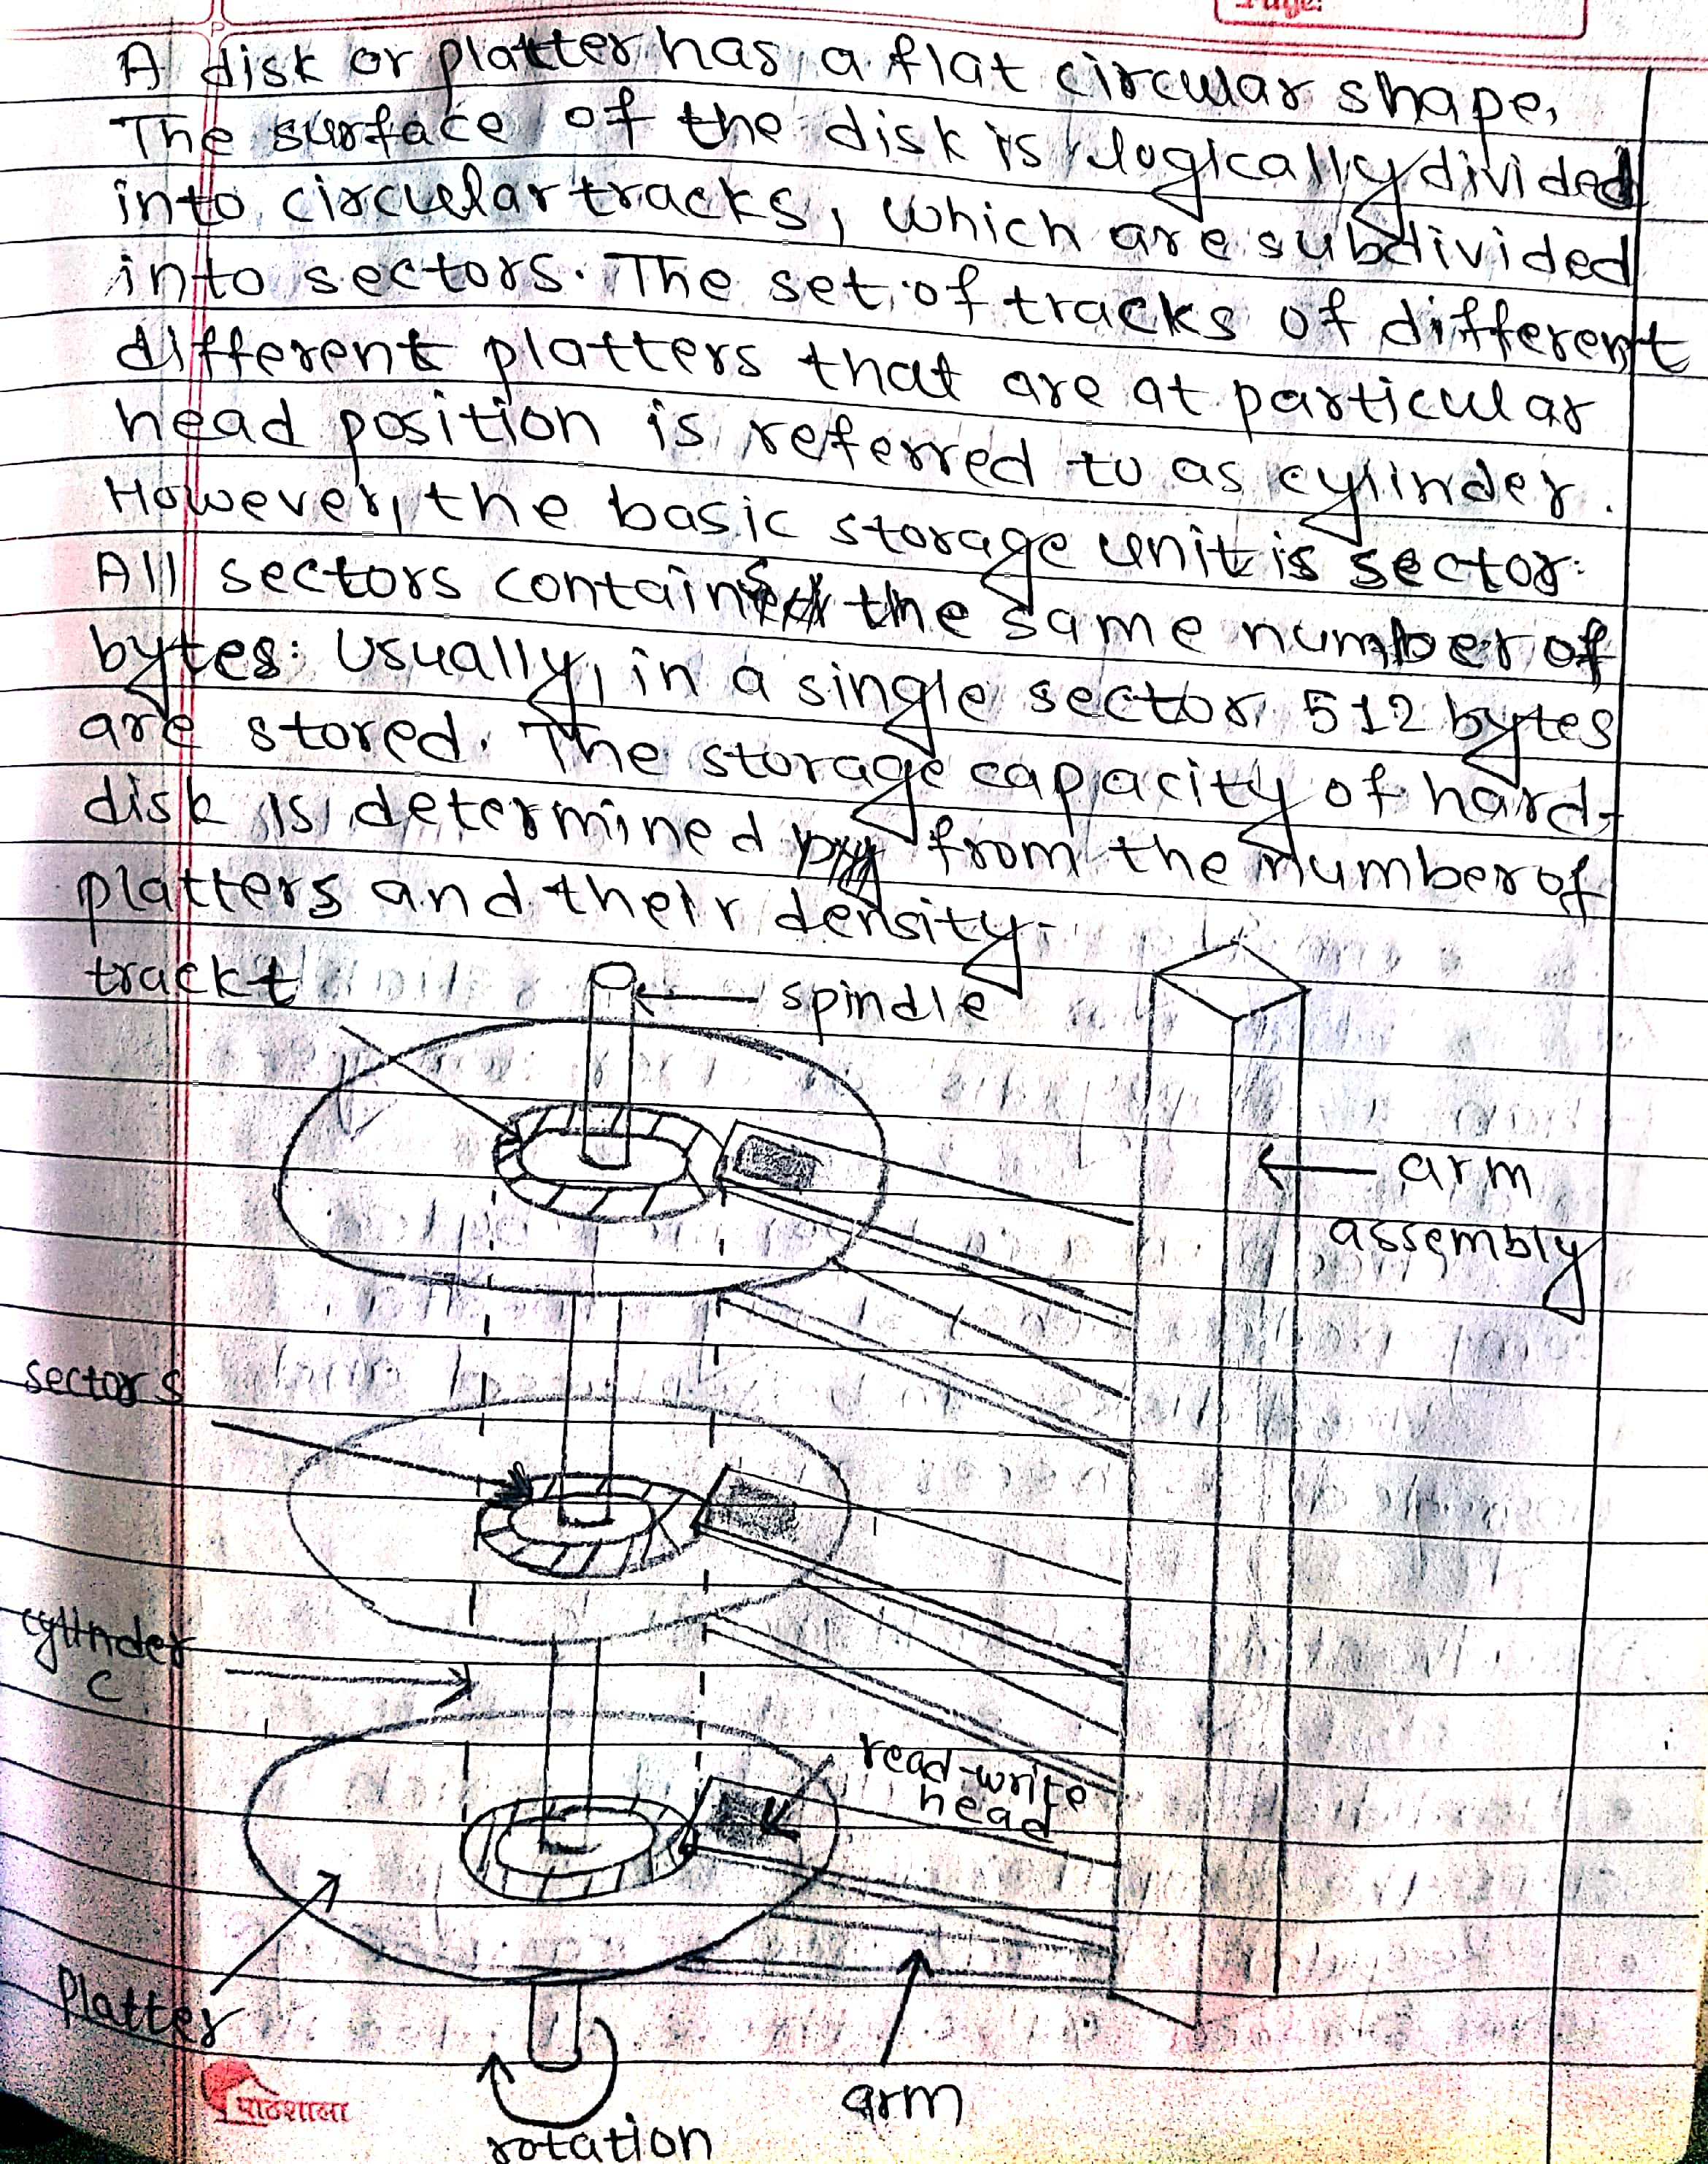 Page:
A disk or platter has a flat circular shape,
The surface of the disk is logically divided
into circular tracks, which are subdivided
into sectors. The set of tracks of different
different platters that are at particular
head position is referred to as cylinder.
However, the basic storage unit is sector.
All sectors contains the same number of
bytes. Usually, in a single sector 512 bytes
are stored. The storage capacity of hard-
disk is determined from the number of
platters and their density.
track t
spindle
arm
assembly
sectors
cylinder
c
read-write
head
Platter
arm
rotation
पाठशाला